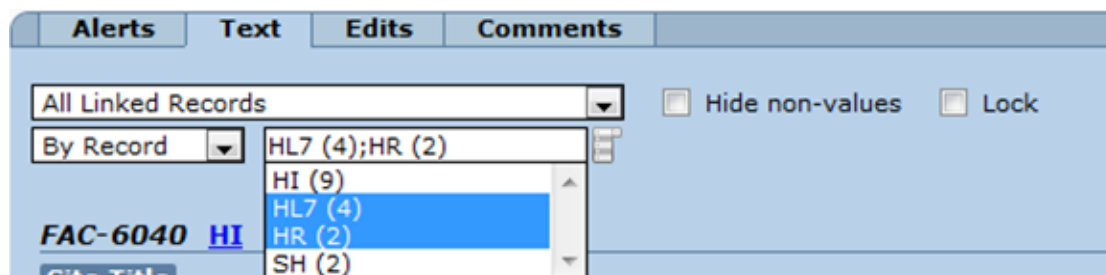 Alerts Text Edits Comments
All Linked Records Hide non-values Lock
By Record HL7 (4);HR (2)
HI (9)
HL7 (4)
FAC-6040 HI HR (2)
SH (2)